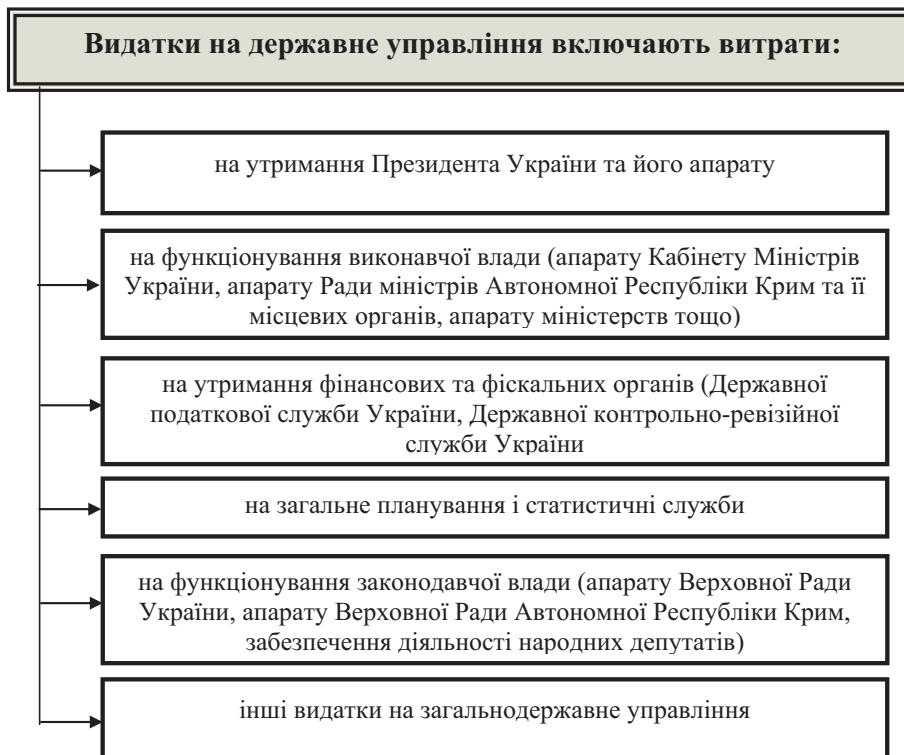 Видатки на державне управління включають витрати:
на утримання Президента України та його апарату
на функціонування виконавчої влади (апарату Кабінету Міністрів
України, апарату Ради міністрів Автономної Республіки Крим та її
місцевих органів, апарату міністерств тощо)
на утримання фінансових та фіскальних органів (Державної
податкової служби України, Державної контрольно-ревізійної
служби України
на загальне планування і статистичні служби
на функціонування законодавчої влади (апарату Верховної Ради
України, апарату Верховної Ради Автономної Республіки Крим,
забезпечення діяльності народних депутатів)
інші видатки на загальнодержавне управління